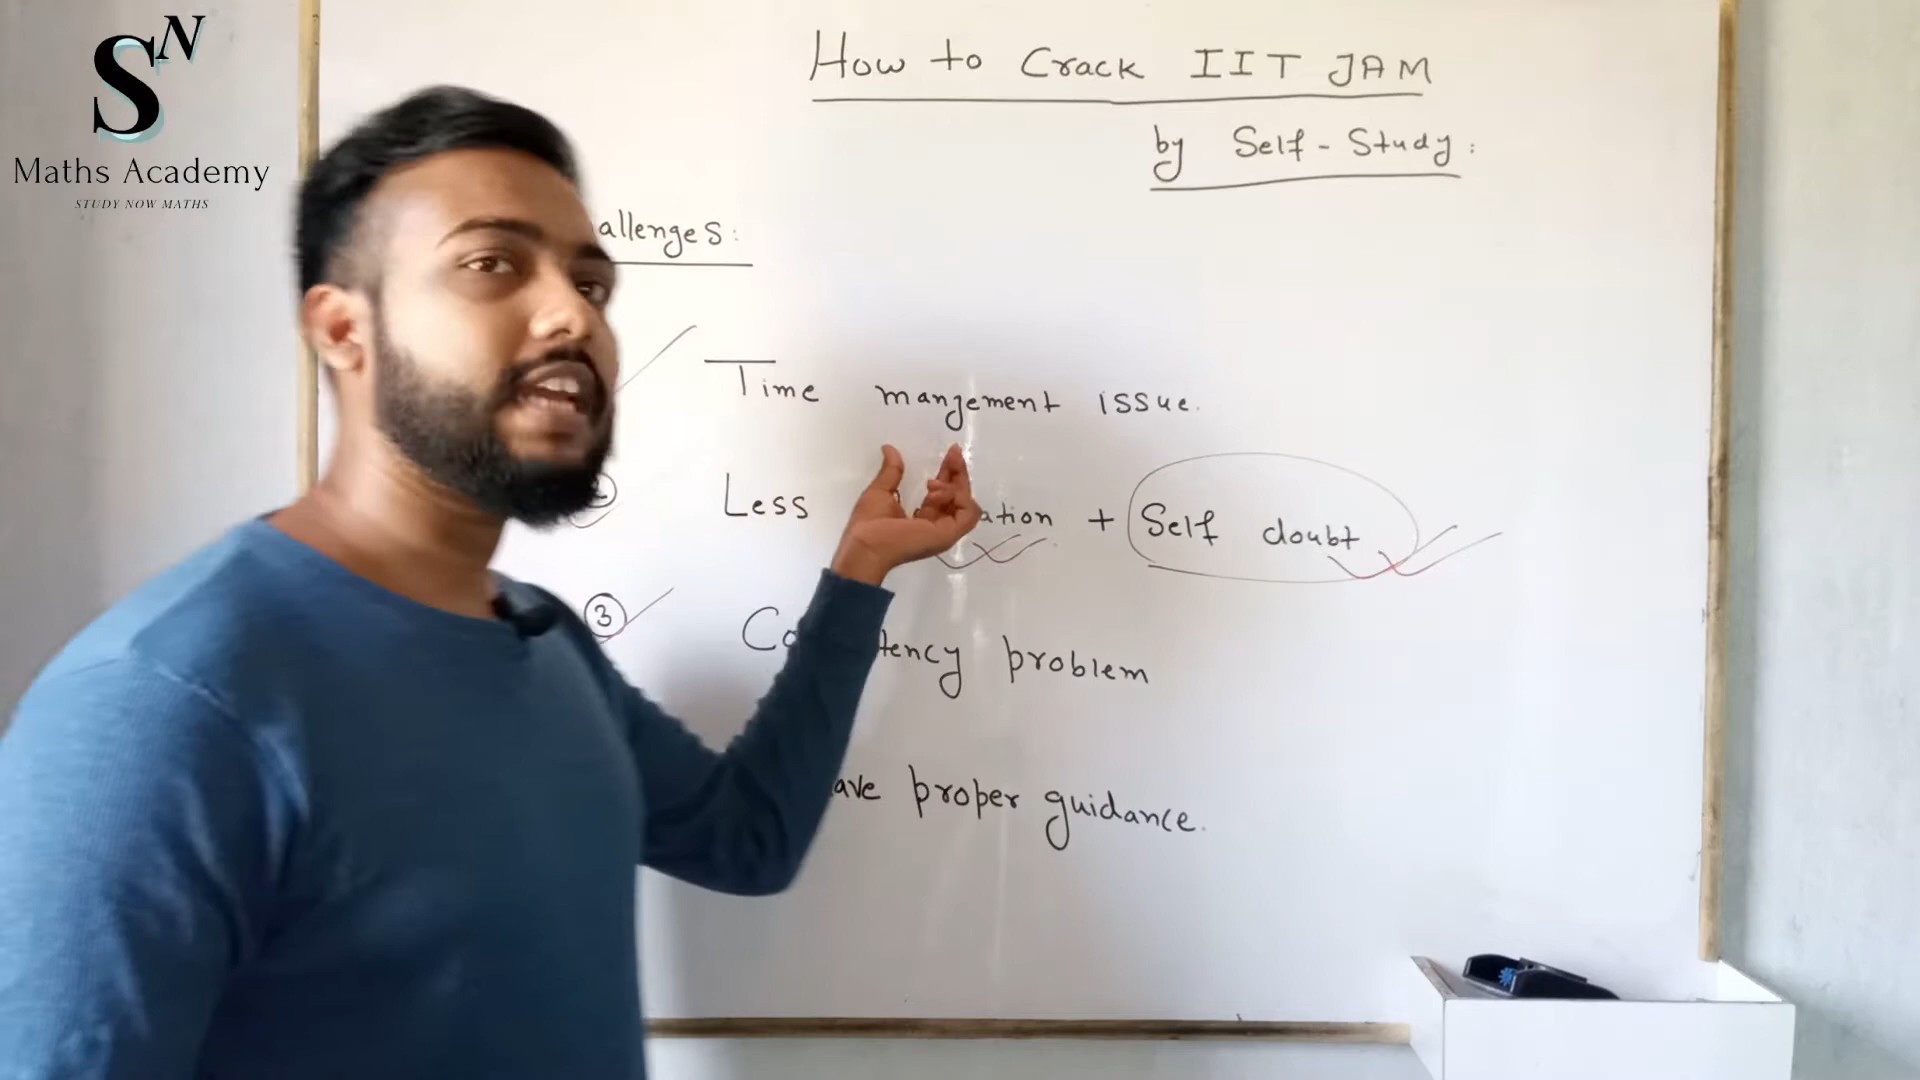 SN
Maths Academy
STUDY NOW MATHS
How to Crack IIT JAM
by Self-Study:
allenges:
Time mangement issue.
Less ation + Self doubt
3 Co tency problem
ave proper guidance.